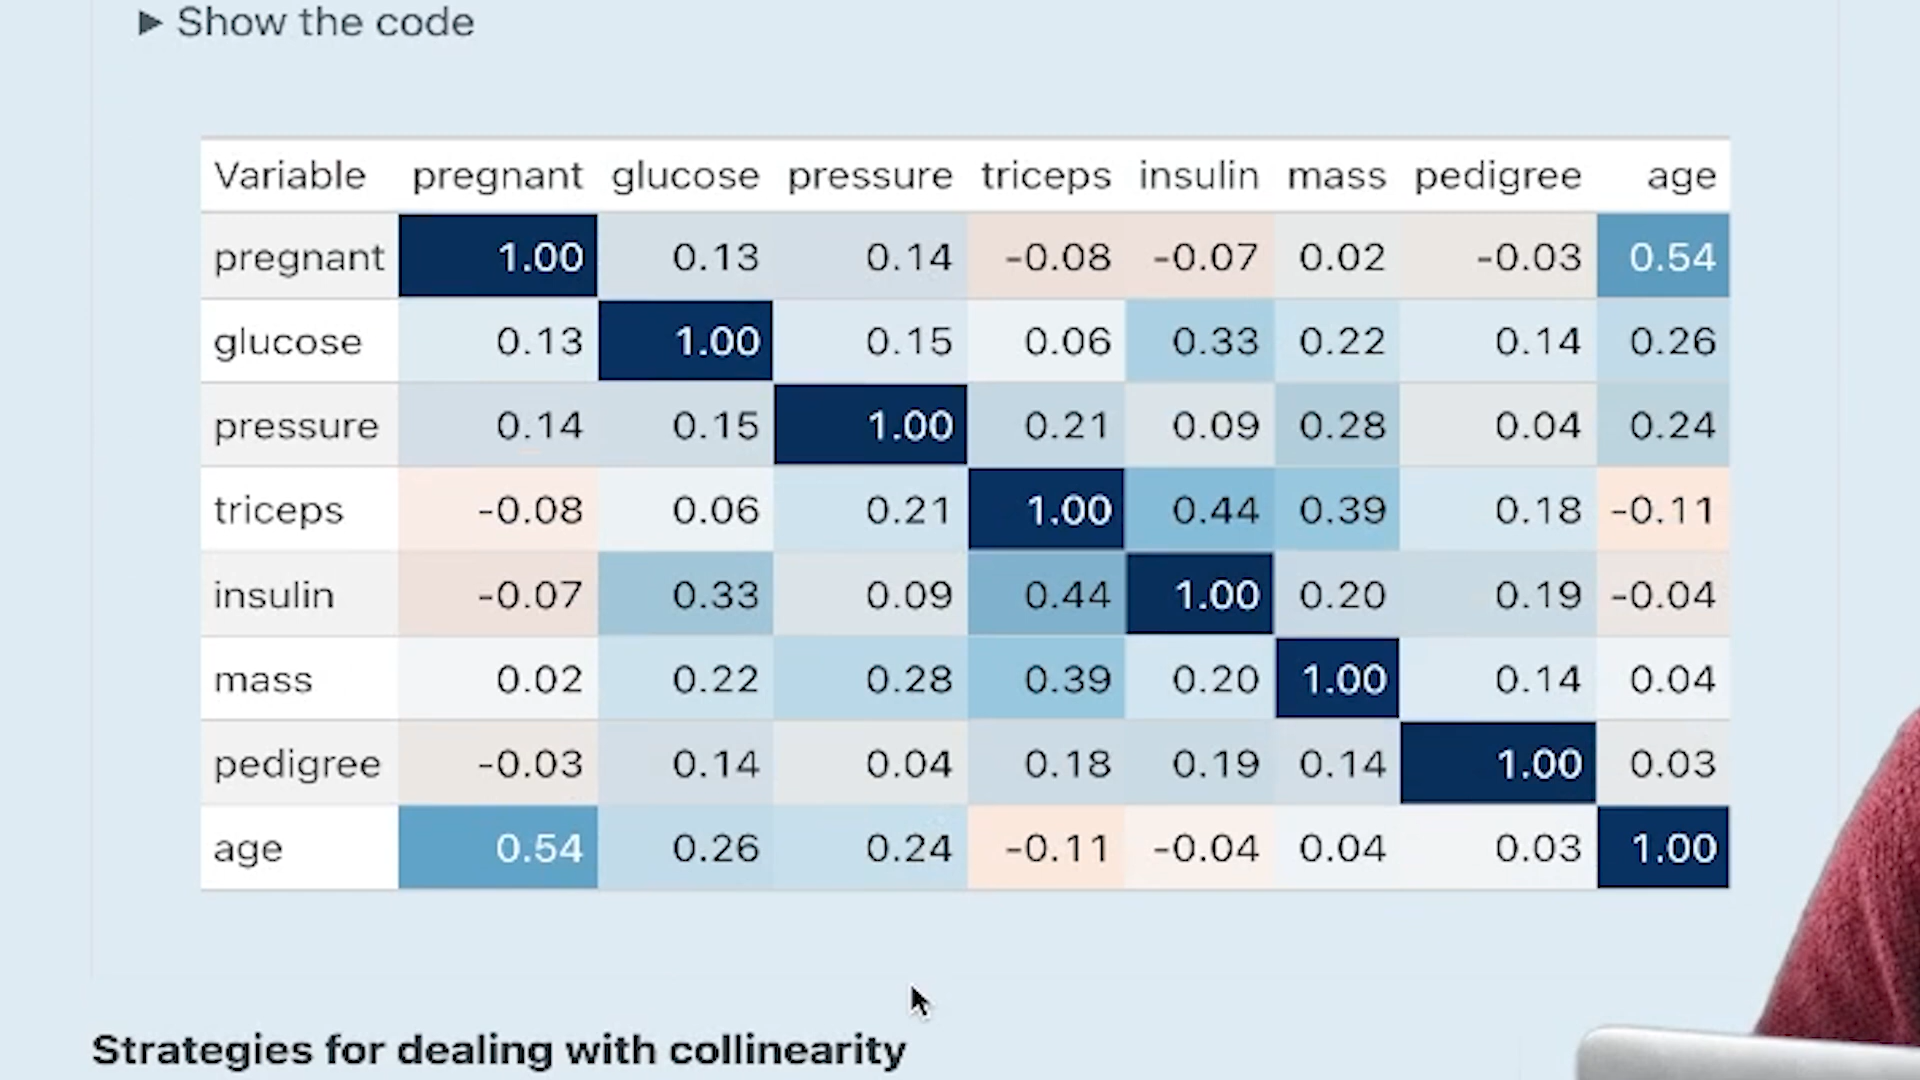 Show the code
Variable pregnant glucose pressure triceps insulin mass pedigree age
pregnant 1.00 0.13 0.14 -0.08 -0.07 0.02 -0.03 0.54
glucose 0.13 1.00 0.15 0.06 0.33 0.22 0.14 0.26
pressure 0.14 0.15 1.00 0.21 0.09 0.28 0.04 0.24
triceps -0.08 0.06 0.21 1.00 0.44 0.39 0.18 -0.11
insulin -0.07 0.33 0.09 0.44 1.00 0.20 0.19 -0.04
mass 0.02 0.22 0.28 0.39 0.20 1.00 0.14 0.04
pedigree -0.03 0.14 0.04 0.18 0.19 0.14 1.00 0.03
age 0.54 0.26 0.24 -0.11 -0.04 0.04 0.03 1.00
Strategies for dealing with collinearity